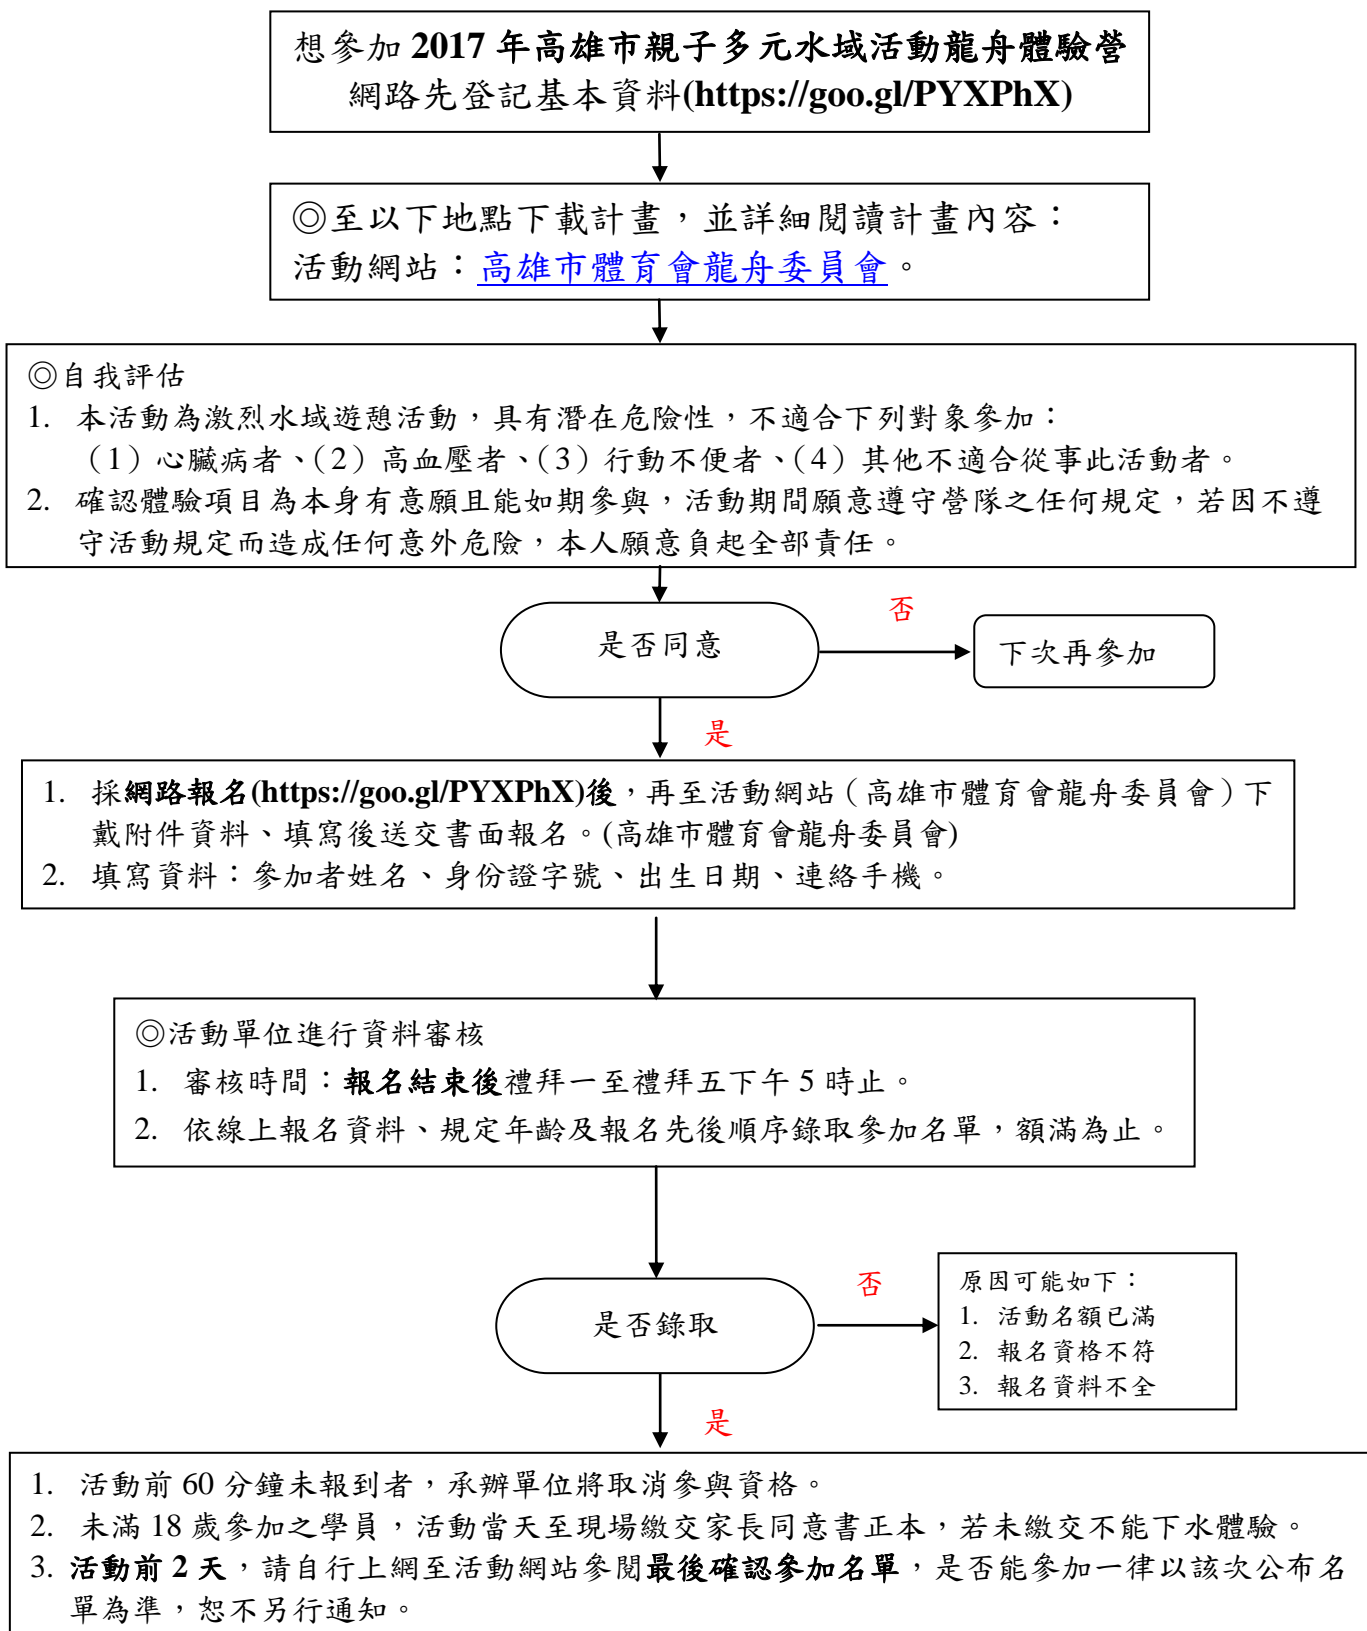 想參加 2017 年高雄市親子多元水域活動龍舟體驗營
網路先登記基本資料(https://goo.gl/PYXPhX)
◎至以下地點下載計畫，並詳細閱讀計畫內容：
活動網站：高雄市體育會龍舟委員會。
◎自我評估
1. 本活動為激烈水域遊憩活動，具有潛在危險性，不適合下列對象參加：
（1）心臟病者、（2）高血壓者、（3）行動不便者、（4）其他不適合從事此活動者。
2. 確認體驗項目為本身有意願且能如期參與，活動期間願意遵守營隊之任何規定，若因不遵
守活動規定而造成任何意外危險，本人願意負起全部責任。
是否同意
否
下次再參加
是
1. 採網路報名(https://goo.gl/PYXPhX)後，再至活動網站（高雄市體育會龍舟委員會）下
戴附件資料、填寫後送交書面報名。(高雄市體育會龍舟委員會)
2. 填寫資料：參加者姓名、身份證字號、出生日期、連絡手機。
◎活動單位進行資料審核
1. 審核時間：報名結束後禮拜一至禮拜五下午 5 時止。
2. 依線上報名資料、規定年齡及報名先後順序錄取參加名單，額滿為止。
是否錄取
否
原因可能如下：
1. 活動名額已滿
2. 報名資格不符
3. 報名資料不全
是
1. 活動前 60 分鐘未報到者，承辦單位將取消參與資格。
2. 未滿 18 歲參加之學員，活動當天至現場繳交家長同意書正本，若未繳交不能下水體驗。
3. 活動前 2 天，請自行上網至活動網站參閱最後確認參加名單，是否能參加一律以該次公布名
單為準，恕不另行通知。